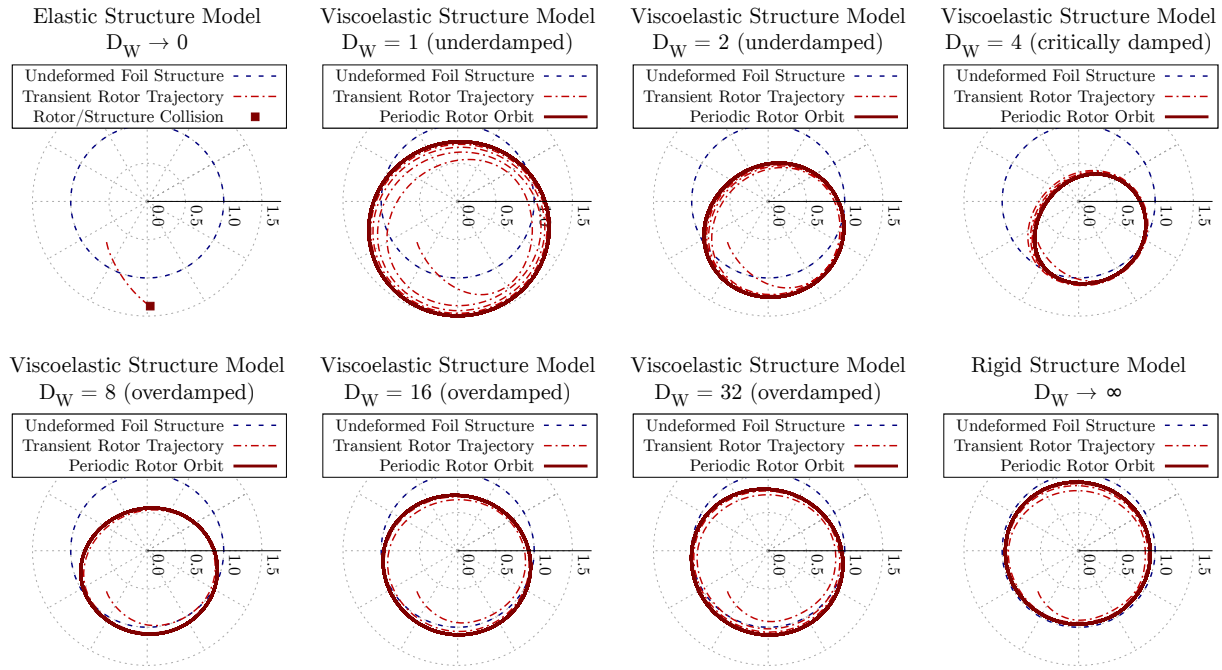 Elastic Structure Model
D_W → 0
Undeformed Foil Structure
Transient Rotor Trajectory
Rotor/Structure Collision
0.0
0.5
1.0
1.5
Viscoelastic Structure Model
D_W = 1 (underdamped)
Undeformed Foil Structure
Transient Rotor Trajectory
Periodic Rotor Orbit
0.0
0.5
1.0
1.5
Viscoelastic Structure Model
D_W = 2 (underdamped)
Undeformed Foil Structure
Transient Rotor Trajectory
Periodic Rotor Orbit
0.0
0.5
1.0
1.5
Viscoelastic Structure Model
D_W = 4 (critically damped)
Undeformed Foil Structure
Transient Rotor Trajectory
Periodic Rotor Orbit
0.0
0.5
1.0
1.5
Viscoelastic Structure Model
D_W = 8 (overdamped)
Undeformed Foil Structure
Transient Rotor Trajectory
Periodic Rotor Orbit
0.0
0.5
1.0
1.5
Viscoelastic Structure Model
D_W = 16 (overdamped)
Undeformed Foil Structure
Transient Rotor Trajectory
Periodic Rotor Orbit
0.0
0.5
1.0
1.5
Viscoelastic Structure Model
D_W = 32 (overdamped)
Undeformed Foil Structure
Transient Rotor Trajectory
Periodic Rotor Orbit
0.0
0.5
1.0
1.5
Rigid Structure Model
D_W → ∞
Undeformed Foil Structure
Transient Rotor Trajectory
Periodic Rotor Orbit
0.0
0.5
1.0
1.5